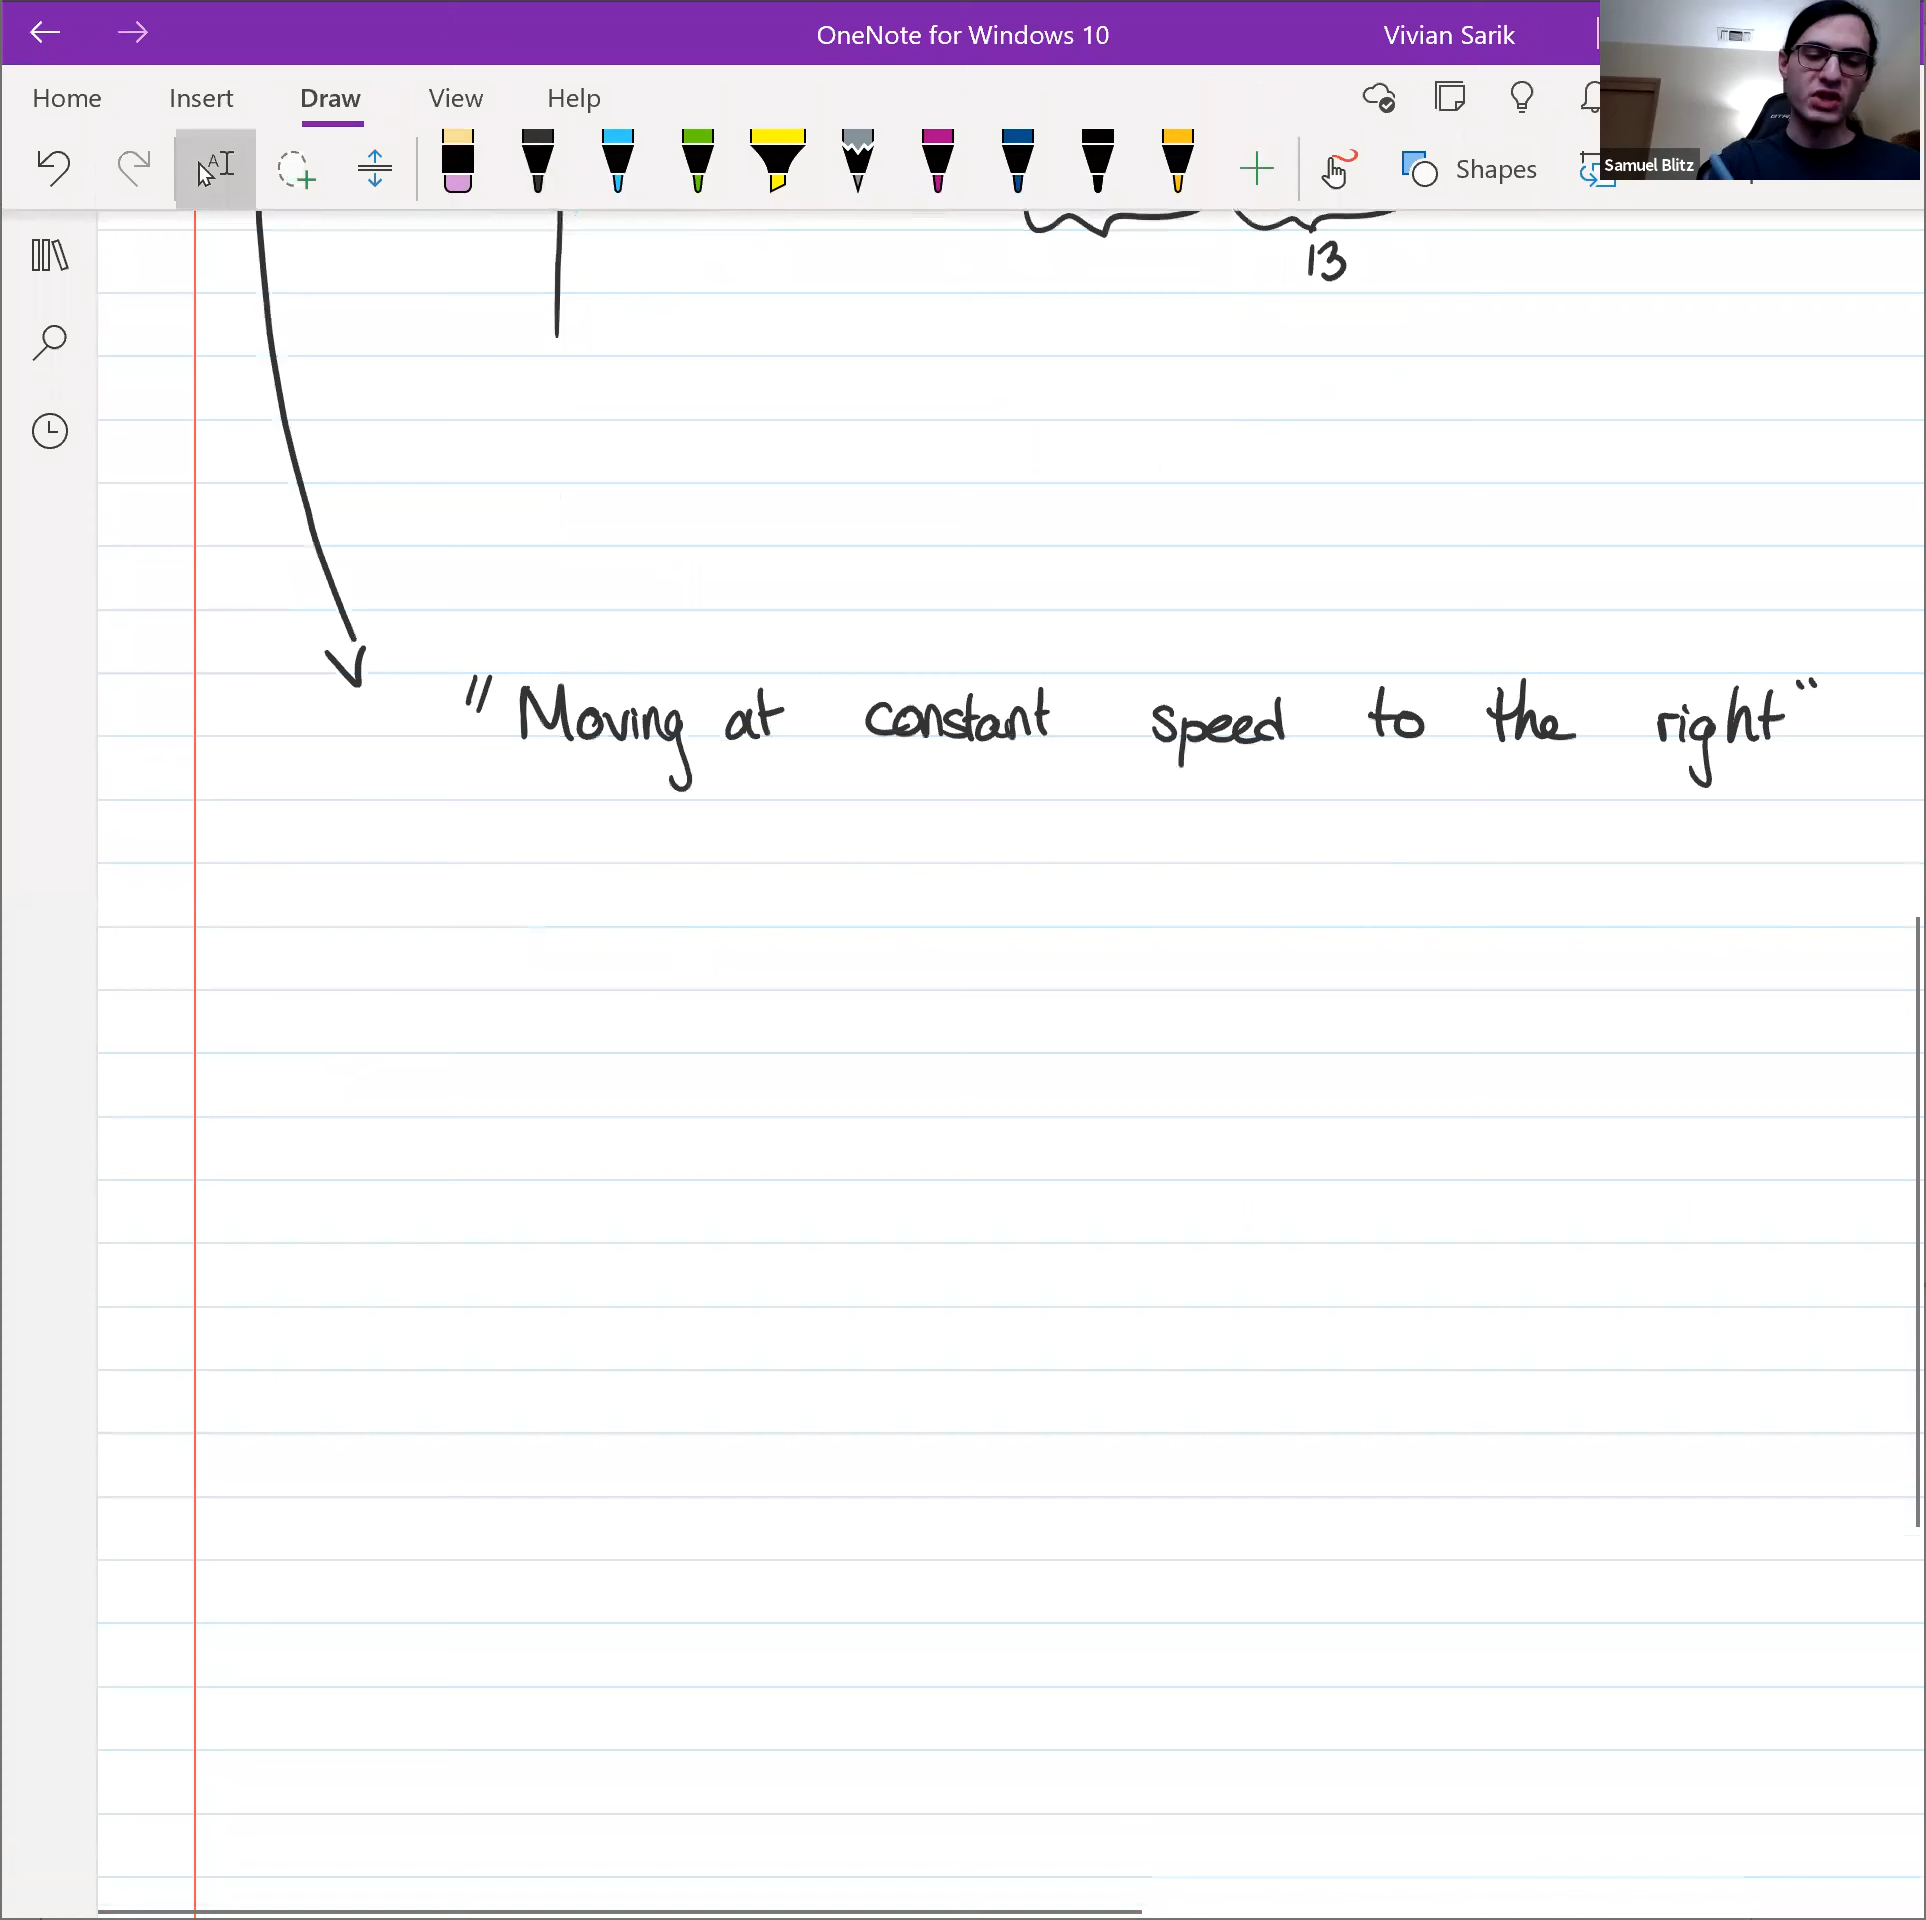 OneNote for Windows 10
Vivian Sarik
Home Insert Draw View Help
Shapes
Samuel Blitz
13
"Moving at constant speed to the right"